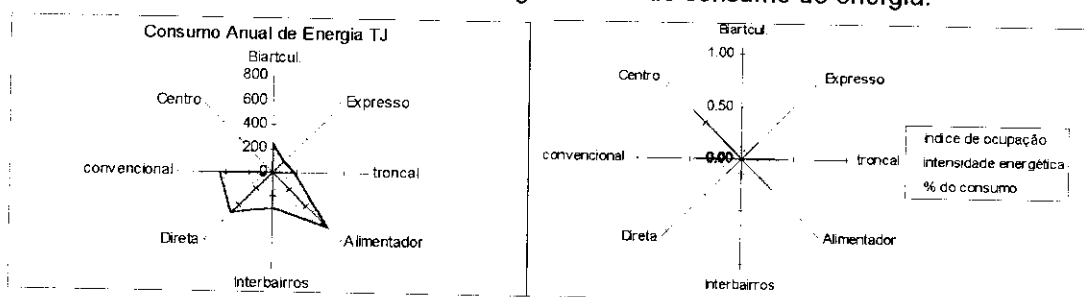 consumo de energia.
Consumo Anual de Energia TJ
Biartcul.
800
600
400
200
0
Centro
Expresso
convencional
troncal
Direta
Alimentador
Interbairros
Biartcul.
1.00
0.50
0.00
Centro
Expresso
convencional
troncal
Direta
Alimentador
Interbairros
índice de ocupação
intensidade energética
% do consumo